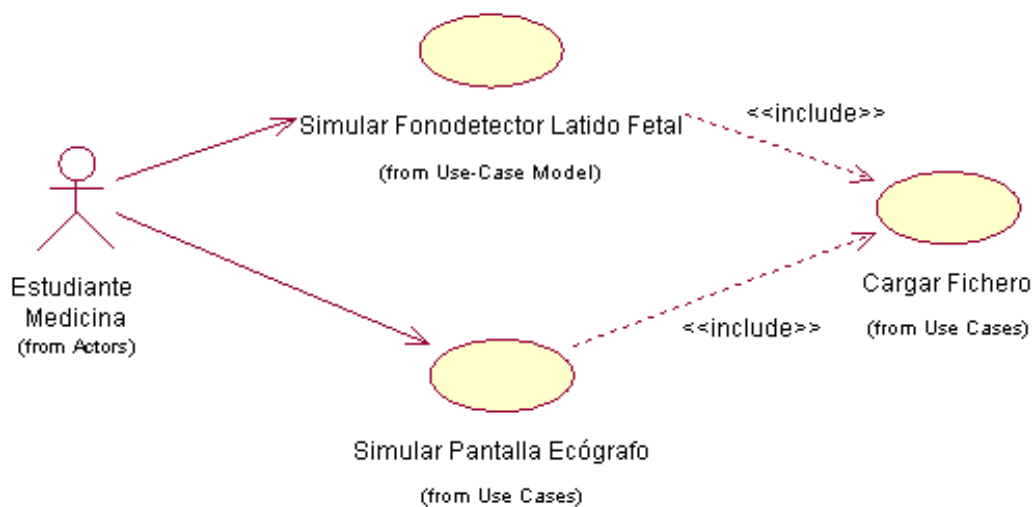 Simular Fonodetector Latido Fetal
(from Use-Case Model)
<<include>>
Estudiante
Medicina
(from Actors)
Cargar Fichero
(from Use Cases)
<<include>>
Simular Pantalla Ecógrafo
(from Use Cases)